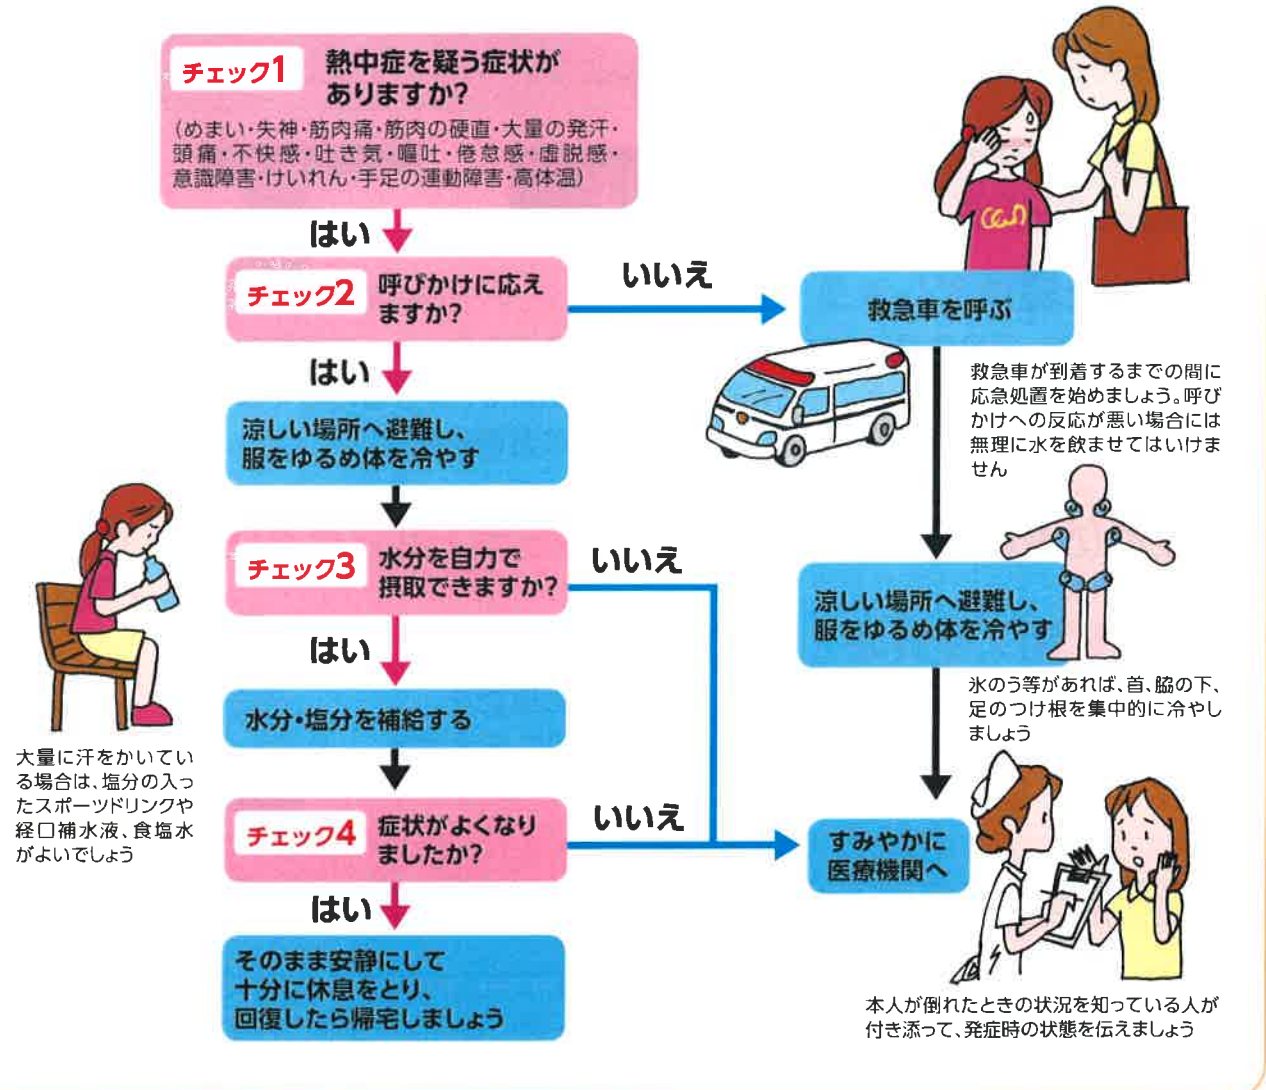 チェック1
熱中症を疑う症状が
ありますか?
(めまい・失神・筋肉痛・筋肉の硬直・大量の発汗・
頭痛・不快感・吐き気・嘔吐・倦怠感・虚脱感・
意識障害・けいれん・手足の運動障害・高体温)
はい
チェック2
呼びかけに応え
ますか?
いいえ
救急車を呼ぶ
救急車が到着するまでの間に
応急処置を始めましょう。呼び
かけへの反応が悪い場合には
無理に水を飲ませてはいけま
せん
はい
涼しい場所へ避難し、
服をゆるめ体を冷やす
チェック3
水分を自力で
摂取できますか?
いいえ
涼しい場所へ避難し、
服をゆるめ体を冷やす
氷のう等があれば、首、脇の下、
足のつけ根を集中的に冷やし
ましょう
はい
水分・塩分を補給する
大量に汗をかいてい
る場合は、塩分の入っ
たスポーツドリンクや
経口補水液、食塩水
がよいでしょう
チェック4
症状がよくなり
ましたか?
いいえ
すみやかに
医療機関へ
はい
そのまま安静にして
十分に休息をとり、
回復したら帰宅しましょう
本人が倒れたときの状況を知っている人が
付き添って、発症時の状態を伝えましょう